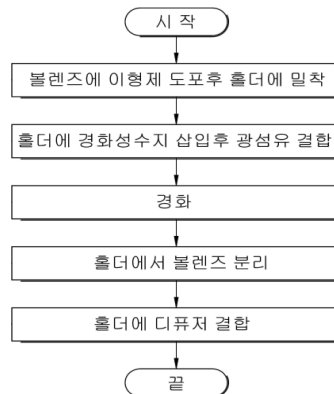 시 작
볼렌즈에 이형제 도포후 홀더에 밀착
홀더에 경화성수지 삽입후 광섬유 결합
경화
홀더에서 볼렌즈 분리
홀더에 디퓨저 결합
끝